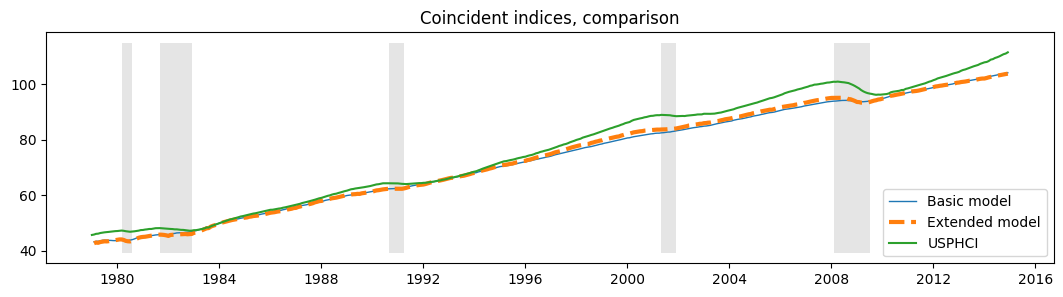 Coincident indices, comparison
100
80
60
40
Basic model
Extended model
USPHCI
1980 1984 1988 1992 1996 2000 2004 2008 2012 2016